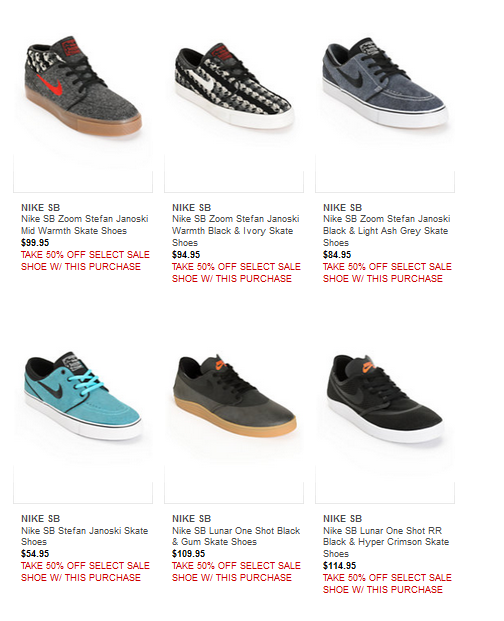 NIKE SB
Nike SB Zoom Stefan Janoski
Mid Warmth Skate Shoes
$99.95
TAKE 50% OFF SELECT SALE
SHOE W/ THIS PURCHASE
NIKE SB
Nike SB Zoom Stefan Janoski
Warmth Black & Ivory Skate
Shoes
$94.95
TAKE 50% OFF SELECT SALE
SHOE W/ THIS PURCHASE
NIKE SB
Nike SB Zoom Stefan Janoski
Black & Light Ash Grey Skate
Shoes
$84.95
TAKE 50% OFF SELECT SALE
SHOE W/ THIS PURCHASE
NIKE SB
Nike SB Stefan Janoski Skate
Shoes
$54.95
TAKE 50% OFF SELECT SALE
SHOE W/ THIS PURCHASE
NIKE SB
Nike SB Lunar One Shot Black
& Gum Skate Shoes
$109.95
TAKE 50% OFF SELECT SALE
SHOE W/ THIS PURCHASE
NIKE SB
Nike SB Lunar One Shot RR
Black & Hyper Crimson Skate
Shoes
$114.95
TAKE 50% OFF SELECT SALE
SHOE W/ THIS PURCHASE